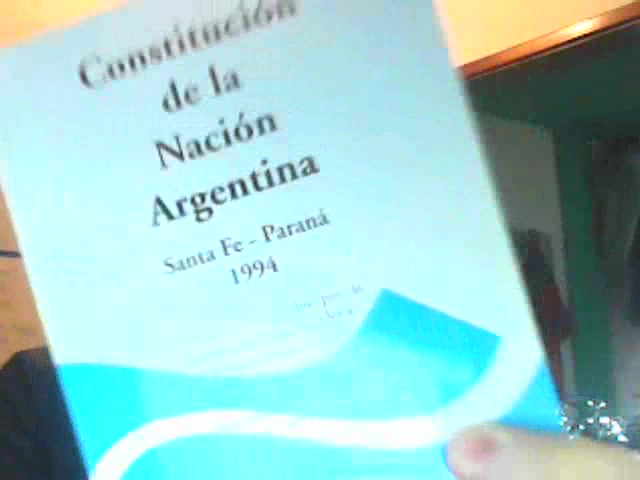 Constitución
de la
Nación
Argentina
Santa Fe - Paraná
1994